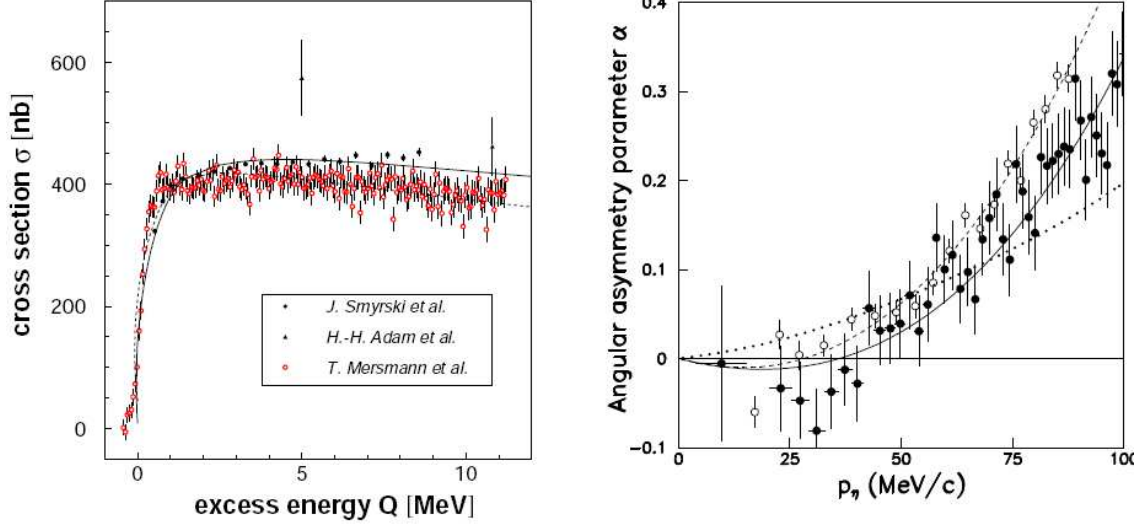 cross section σ [nb]
600
400
200
0
J. Smyrski et al.
H.-H. Adam et al.
T. Mersmann et al.
0
5
10
excess energy Q [MeV]
Angular asymmetry parameter α
0.4
0.3
0.2
0.1
0
-0.1
0
25
50
75
100
pη (MeV/c)